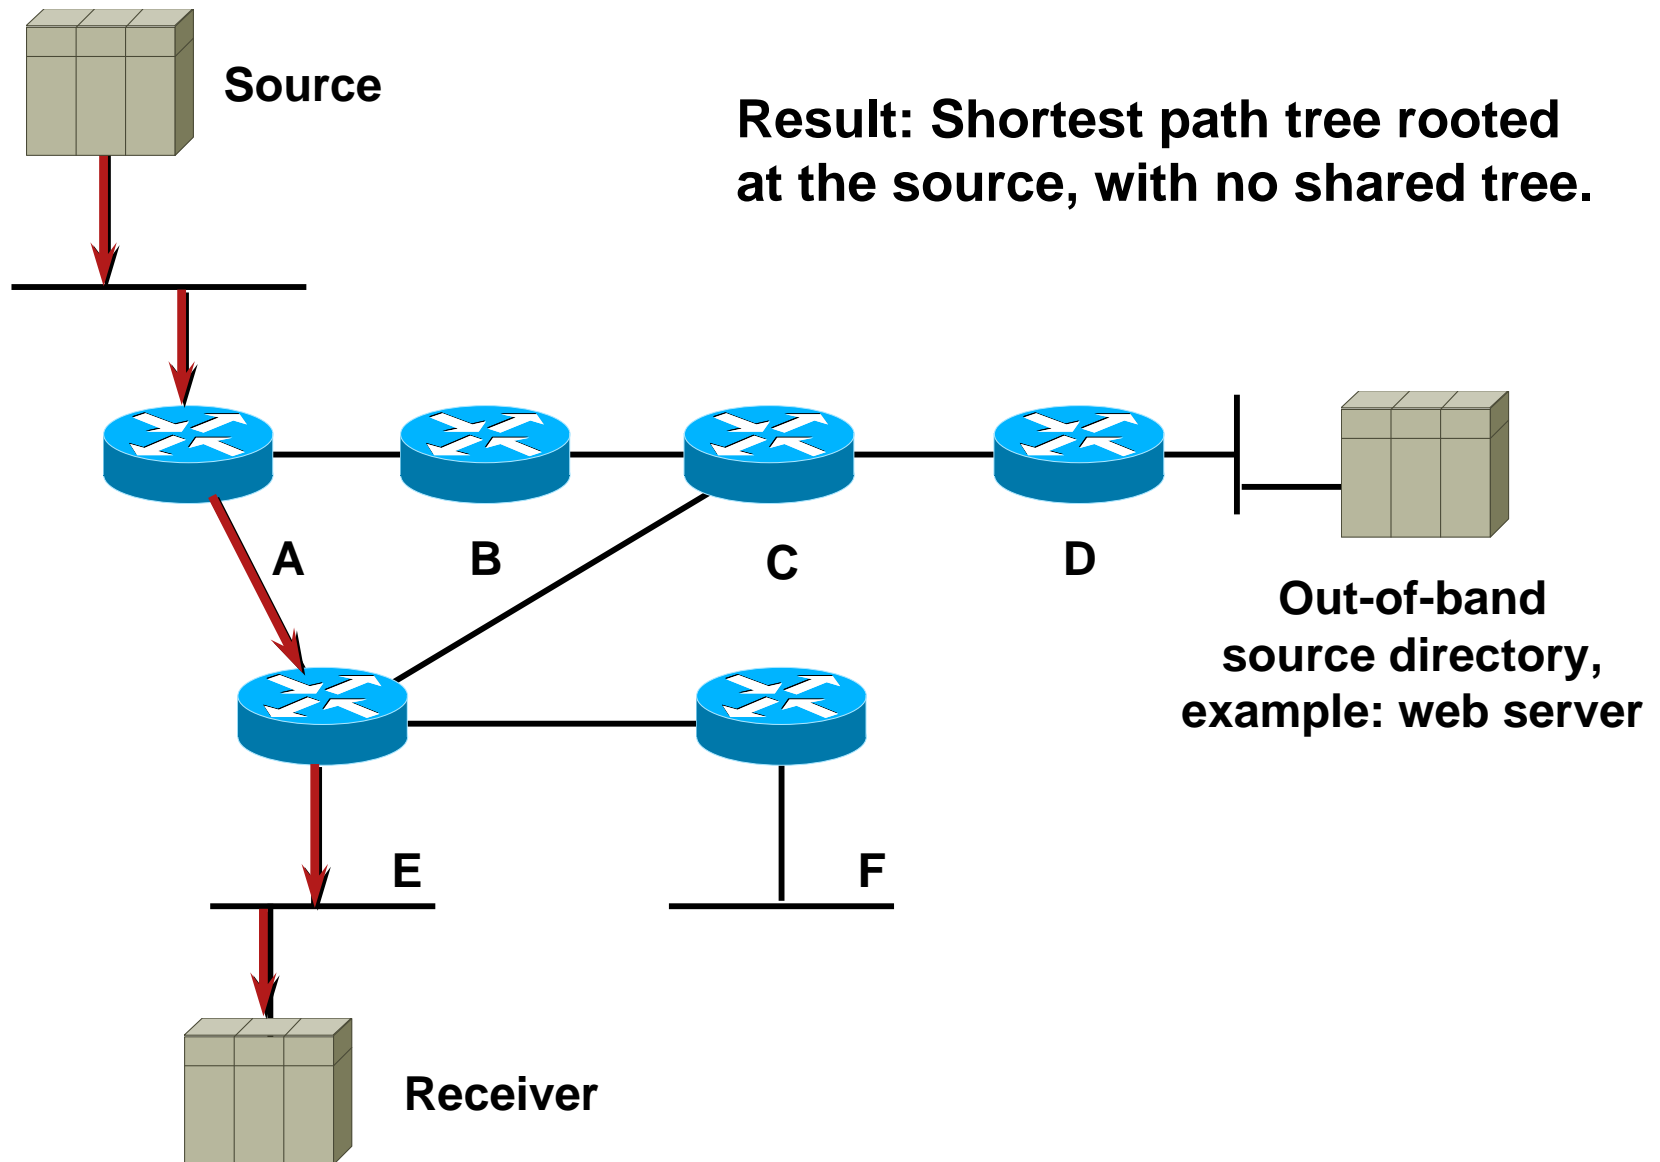 Source
Result: Shortest path tree rooted
at the source, with no shared tree.
A
B
C
D
Out-of-band
source directory,
example: web server
E
F
Receiver